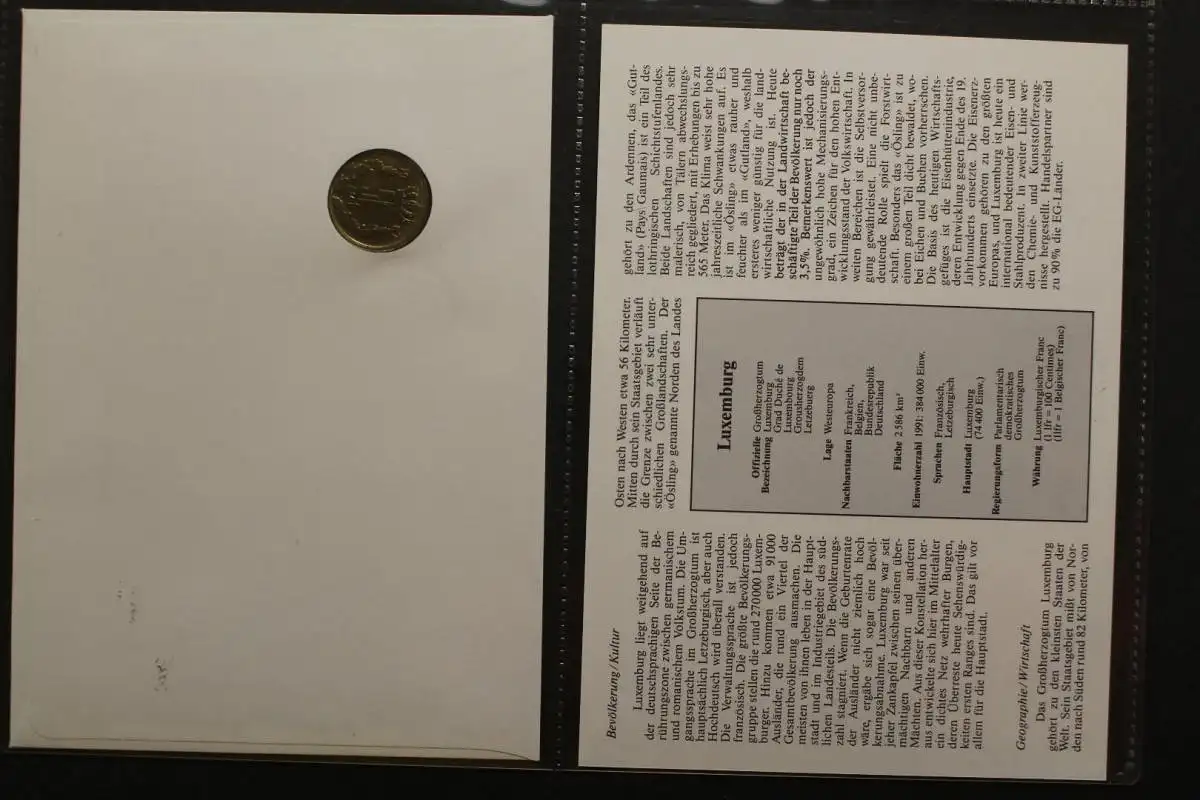 Bevölkerung/Kultur
Luxemburg liegt weitgehend auf
der deutschsprachigen Seite der Be-
rührungszone zwischen germanischem
und romanischem Volkstum. Die Um-
gangssprache im Großherzogtum ist
hauptsächlich Letzeburgisch, aber auch
Hochdeutsch wird überall verstanden.
Die Verwaltungssprache ist jedoch
französisch. Die größte Bevölkerungs-
gruppe stellen die rund 270 000 Luxem-
burger. Hinzu kommen etwa 91 000
Ausländer, die rund ein Viertel der
Gesamtbevölkerung ausmachen. Die
meisten von ihnen leben in der Haupt-
stadt und im Industriegebiet des süd-
lichen Landesteils. Die Bevölkerungs-
zahl stagniert. Wenn die Geburtenrate
der Ausländer nicht ziemlich hoch
wäre, ergäbe sich sogar eine Bevöl-
kerungsabnahme. Luxemburg war seit
jeher Zankapfel zwischen seinen über-
mächtigen Nachbarn und anderen
Mächten. Aus dieser Konstellation her-
aus entwickelte sich hier im Mittelalter
ein dichtes Netz wehrhafter Burgen,
deren Überreste heute Sehenswürdig-
keiten ersten Ranges sind. Das gilt vor
allem für die Hauptstadt.
Geographie/Wirtschaft
Das Großherzogtum Luxemburg
gehört zu den kleinsten Staaten der
Welt. Sein Staatsgebiet mißt von Nor-
den nach Süden rund 82 Kilometer, von
Osten nach Westen etwa 56 Kilometer.
Mitten durch sein Staatsgebiet verläuft
die Grenze zwischen zwei sehr unter-
schiedlichen Großlandschaften. Der
«Ösling» genannte Norden des Landes
Luxemburg
Offizielle Großherzogtum
Bezeichnung Luxemburg
Grad Duché de
Luxembourg
Grousherzogdem
Letzebuerg
Lage Westeuropa
Nachbarstaaten Frankreich,
Belgien,
Bundesrepublik
Deutschland
Fläche 2 586 km²
Einwohnerzahl 1991: 384 000 Einw.
Sprachen Französisch,
Letzeburgisch
Hauptstadt Luxemburg
(74 400 Einw.)
Regierungsform Parlamentarisch
demokratisches
Großherzogtum
Währung Luxemburgischer Franc
(1 lfr = 100 Centimes)
(1lfr = 1 Belgischer Franc)
gehört zu den Ardennen, das «Gut-
land» (Pays Gaumais) ist ein Teil des
lothringischen Schichtstufenlandes.
Beide Landschaften sind jedoch sehr
malerisch, von Tälern abwechslungs-
reich gegliedert, mit Erhebungen bis zu
565 Meter. Das Klima weist sehr hohe
jahreszeitliche Schwankungen auf. Es
ist im «Ösling» etwas rauher und
feuchter als im «Gutland», weshalb
ersteres weniger günstig für die land-
wirtschaftliche Nutzung ist. Heute
beträgt der in der Landwirtschaft be-
schäftigte Teil der Bevölkerung nur noch
3,5%. Bemerkenswert ist jedoch der
ungewöhnlich hohe Mechanisierungs-
grad, ein Zeichen für den hohen Ent-
wicklungsstand der Volkswirtschaft. In
weiten Bereichen ist die Selbstversor-
gung gewährleistet. Eine nicht unbe-
deutende Rolle spielt die Forstwirt-
schaft. Besonders das «Ösling» ist zu
einem großen Teil dicht bewaldet, wo-
bei Eichen und Buchen vorherrschen.
Die Basis des heutigen Wirtschafts-
gefüges ist die Eisenhüttenindustrie,
deren Entwicklung gegen Ende des 19.
Jahrhunderts einsetzte. Die Eisenerz-
vorkommen gehören zu den größten
Europas, und Luxemburg ist heute ein
international bedeutender Eisen- und
Stahlproduzent. In zweiter Linie wer-
den Chemie- und Kunststofferzeug-
nisse hergestellt. Handelspartner sind
zu 90% die EG-Länder.